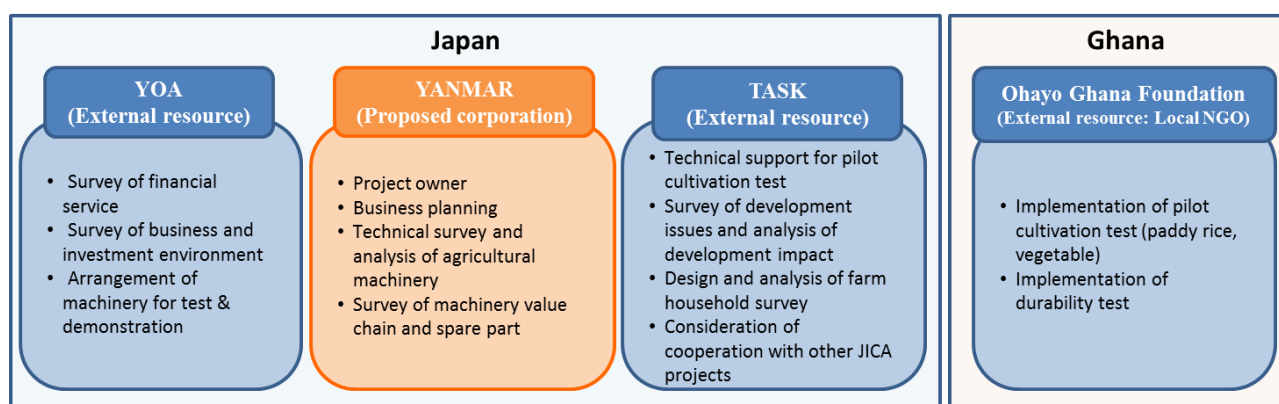 Japan
YOA
(External resource)
• Survey of financial
service
• Survey of business and
investment environment
• Arrangement of
machinery for test &
demonstration
YANMAR
(Proposed corporation)
• Project owner
• Business planning
• Technical survey and
analysis of agricultural
machinery
• Survey of machinery value
chain and spare part
TASK
(External resource)
• Technical support for pilot
cultivation test
• Survey of development
issues and analysis of
development impact
• Design and analysis of farm
household survey
• Consideration of
cooperation with other JICA
projects
Ghana
Ohayo Ghana Foundation
(External resource: Local NGO)
• Implementation of pilot
cultivation test (paddy rice,
vegetable)
• Implementation of
durability test